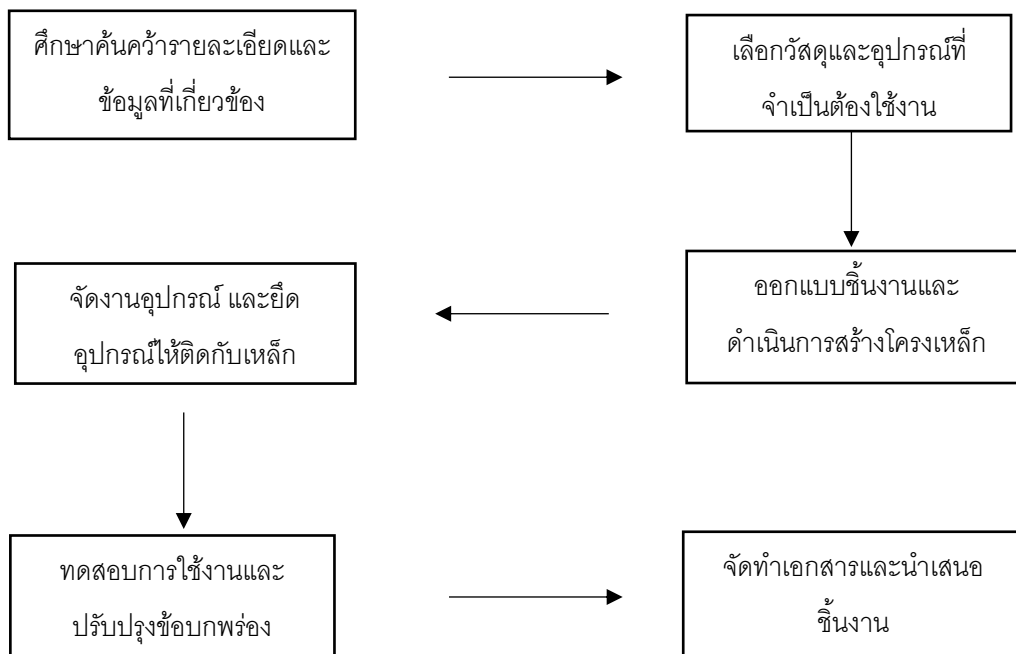 ศึกษาค้นคว้ารายละเอียดและ
ข้อมูลที่เกี่ยวข้อง
เลือกวัสดุและอุปกรณ์ที่
จำเป็นต้องใช้งาน
ออกแบบชิ้นงานและ
ดำเนินการสร้างโครงเหล็ก
จัดงานอุปกรณ์ และยึด
อุปกรณ์ให้ติดกับเหล็ก
ทดสอบการใช้งานและ
ปรับปรุงข้อบกพร่อง
จัดทำเอกสารและนำเสนอ
ชิ้นงาน